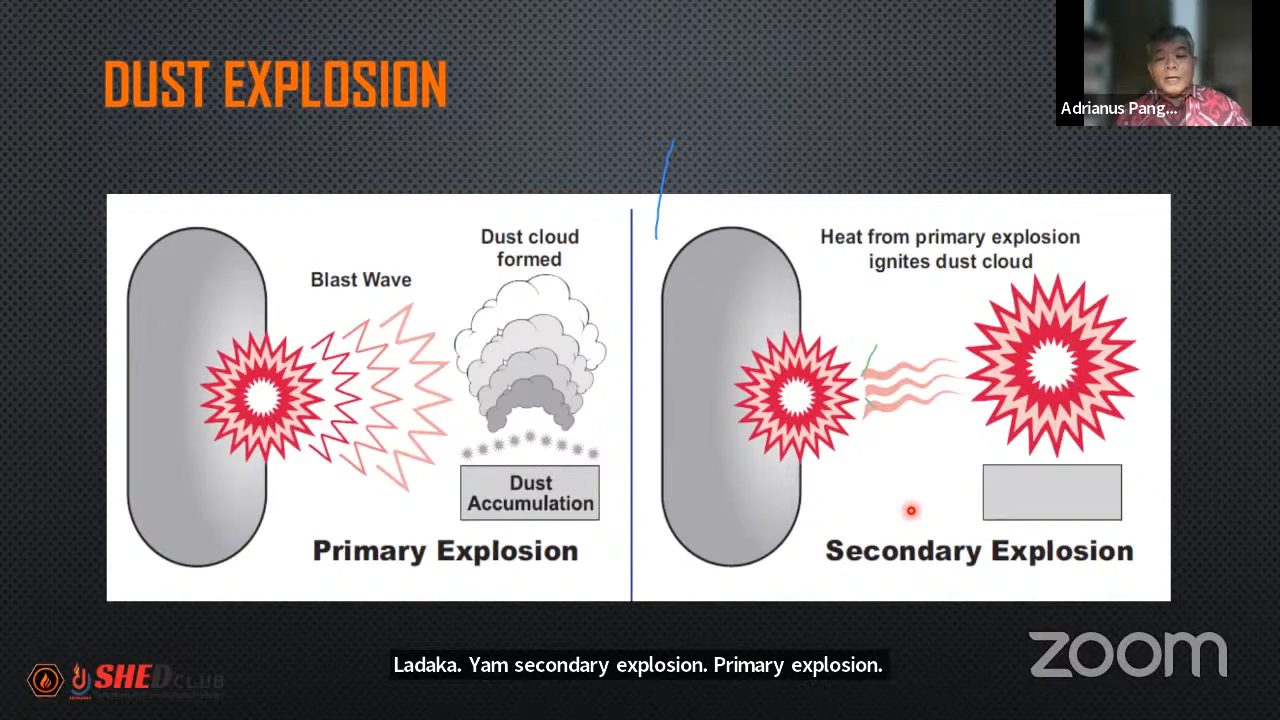 DUST EXPLOSION
Adrianus Pang...
Dust cloud
formed
Blast Wave
Dust
Accumulation
Primary Explosion
Heat from primary explosion
ignites dust cloud
Secondary Explosion
SHED CLUB
Ladaka. Yam secondary explosion. Primary explosion.
zoom